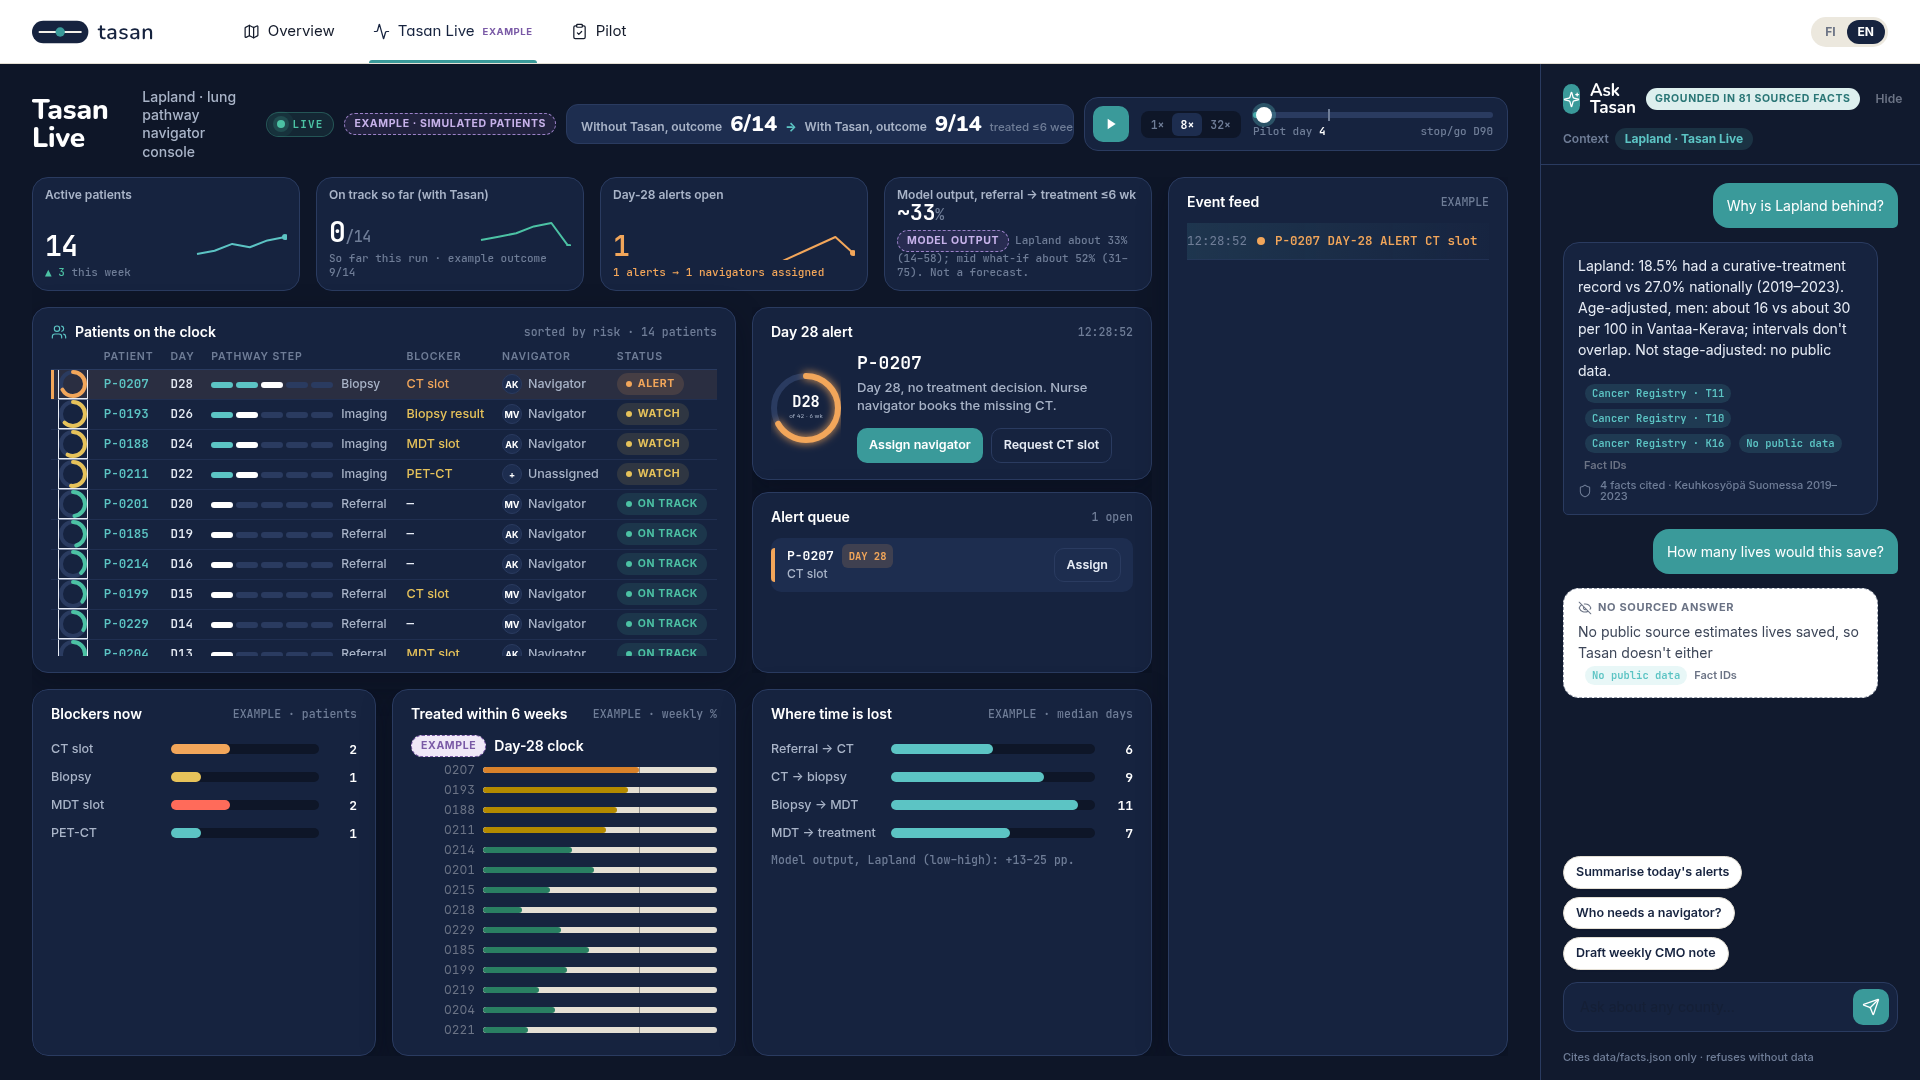 tasan
Overview
Tasan Live EXAMPLE
Pilot
FI EN
Tasan Live
Lapland · lung pathway navigator console
LIVE
EXAMPLE · SIMULATED PATIENTS
Without Tasan, outcome 6/14 → With Tasan, outcome 9/14 treated ≤6 wee
1× 8× 32×
Pilot day 4
stop/go D90
Active patients
14
▲ 3 this week
On track so far (with Tasan)
0/14
So far this run · example outcome 9/14
Day-28 alerts open
1
1 alerts → 1 navigators assigned
Model output, referral → treatment ≤6 wk
~33%
MODEL OUTPUT Lapland about 33% (14–58); mid what-if about 52% (31–75). Not a forecast.
Event feed EXAMPLE
12:28:52 P-0207 DAY-28 ALERT CT slot
Patients on the clock
sorted by risk · 14 patients
PATIENT DAY PATHWAY STEP BLOCKER NAVIGATOR STATUS
P-0207 D28 Biopsy CT slot AK Navigator ALERT
P-0193 D26 Imaging Biopsy result MV Navigator WATCH
P-0188 D24 Imaging MDT slot AK Navigator WATCH
P-0211 D22 Imaging PET-CT + Unassigned WATCH
P-0201 D20 Referral – MV Navigator ON TRACK
P-0185 D19 Referral – AK Navigator ON TRACK
P-0214 D16 Referral – AK Navigator ON TRACK
P-0199 D15 Referral CT slot MV Navigator ON TRACK
P-0229 D14 Referral – MV Navigator ON TRACK
P-0204 D13 Referral MDT slot AK Navigator ON TRACK
Day 28 alert 12:28:52
D28
of 42 · 6 wk
P-0207
Day 28, no treatment decision. Nurse navigator books the missing CT.
Assign navigator
Request CT slot
Alert queue 1 open
P-0207 DAY 28
CT slot
Assign
Blockers now EXAMPLE · patients
CT slot 2
Biopsy 1
MDT slot 2
PET-CT 1
Treated within 6 weeks EXAMPLE · weekly %
EXAMPLE Day-28 clock
0207
0193
0188
0211
0214
0201
0215
0218
0229
0185
0199
0219
0204
0221
Where time is lost EXAMPLE · median days
Referral → CT 6
CT → biopsy 9
Biopsy → MDT 11
MDT → treatment 7
Model output, Lapland (low–high): +13–25 pp.
Ask Tasan
GROUNDED IN 81 SOURCED FACTS
Hide
Context Lapland · Tasan Live
Why is Lapland behind?
Lapland: 18.5% had a curative-treatment
record vs 27.0% nationally (2019–2023).
Age-adjusted, men: about 16 vs about 30
per 100 in Vantaa-Kerava; intervals don't
overlap. Not stage-adjusted: no public
data.
Cancer Registry · T11
Cancer Registry · T10
Cancer Registry · K16 No public data
Fact IDs
4 facts cited · Keuhkosyöpä Suomessa 2019–2023
How many lives would this save?
NO SOURCED ANSWER
No public source estimates lives saved, so
Tasan doesn't either
No public data Fact IDs
Summarise today's alerts
Who needs a navigator?
Draft weekly CMO note
Cites data/facts.json only · refuses without data